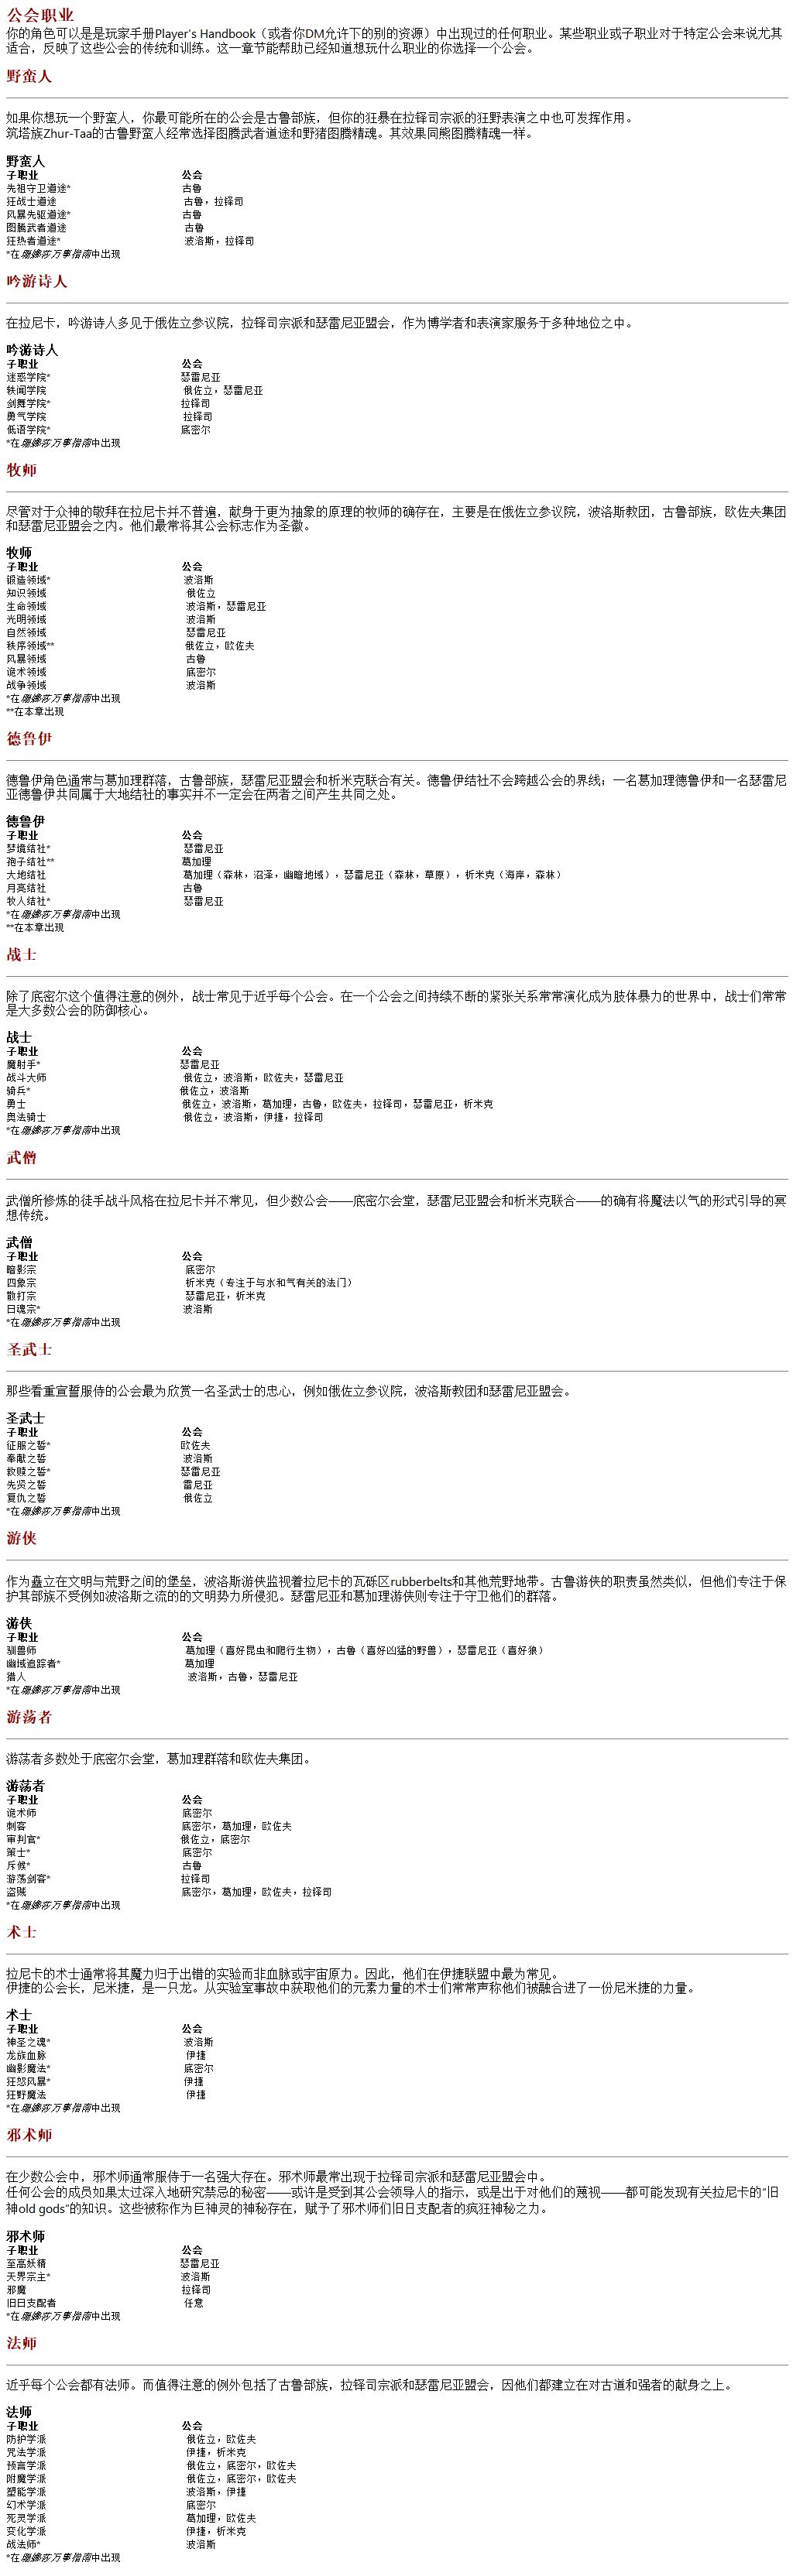 公会职业
你的角色可以是是玩家手册Player's Handbook（或者你DM允许下的别的资源）中出现过的任何职业。某些职业或子职业对于特定公会来说尤其
适合，反映了这些公会的传统和训练。这一章节能帮助已经知道想玩什么职业的你选择一个公会。
野蛮人
如果你想玩一个野蛮人，你最可能所在的公会是古鲁部族，但你的狂暴在拉铎司宗派的狂野表演之中也可发挥作用。
筑塔族Zhur-Taa的古鲁野蛮人经常选择图腾武者道途和野猪图腾精魂。其效果同熊图腾精魂一样。
野蛮人
子职业 公会
先祖守卫道途* 古鲁
狂战士道途 古鲁，拉铎司
风暴先驱道途* 古鲁
图腾武者道途 古鲁
狂热者道途* 波洛斯，拉铎司
*在珊娜莎万事指南中出现
吟游诗人
在拉尼卡，吟游诗人多见于俄佐立参议院，拉铎司宗派和瑟雷尼亚盟会，作为博学者和表演家服务于多种地位之中。
吟游诗人
子职业 公会
迷惑学院* 瑟雷尼亚
轶闻学院 俄佐立，瑟雷尼亚
剑舞学院* 拉铎司
勇气学院 拉铎司
低语学院* 底密尔
*在珊娜莎万事指南中出现
牧师
尽管对于众神的敬拜在拉尼卡并不普遍，献身于更为抽象的原理的牧师的确存在，主要是在俄佐立参议院，波洛斯教团，古鲁部族，欧佐夫集团
和瑟雷尼亚盟会之内。他们最常将其公会标志作为圣徽。
牧师
子职业 公会
锻造领域* 波洛斯
知识领域 俄佐立
生命领域 波洛斯，瑟雷尼亚
光明领域 波洛斯
自然领域 瑟雷尼亚
秩序领域** 俄佐立，欧佐夫
风暴领域 古鲁
诡术领域 底密尔
战争领域 波洛斯
*在珊娜莎万事指南中出现
**在本章出现
德鲁伊
德鲁伊角色通常与葛加理群落，古鲁部族，瑟雷尼亚盟会和析米克联合有关。德鲁伊结社不会跨越公会的界线；一名葛加理德鲁伊和一名瑟雷尼
亚德鲁伊共同属于大地结社的事实并不一定会在两者之间产生共同之处。
德鲁伊
子职业 公会
梦境结社* 瑟雷尼亚
孢子结社** 葛加理
大地结社 葛加理（森林，沼泽，幽暗地域），瑟雷尼亚（森林，草原），析米克（海岸，森林）
月亮结社 古鲁
牧人结社* 瑟雷尼亚
*在珊娜莎万事指南中出现
**在本章出现
战士
除了底密尔这个值得注意的例外，战士常见于近乎每个公会。在一个公会之间持续不断的紧张关系常常演化成为肢体暴力的世界中，战士们常常
是大多数公会的防御核心。
战士
子职业 公会
魔射手* 瑟雷尼亚
战斗大师 俄佐立，波洛斯，欧佐夫，瑟雷尼亚
骑兵* 俄佐立，波洛斯
勇士 俄佐立，波洛斯，葛加理，古鲁，欧佐夫，拉铎司，瑟雷尼亚，析米克
奥法骑士 俄佐立，波洛斯，伊捷，拉铎司
*在珊娜莎万事指南中出现
武僧
武僧所修炼的徒手战斗风格在拉尼卡并不常见，但少数公会——底密尔会堂，瑟雷尼亚盟会和析米克联合——的确有将魔法以气的形式引导的冥
想传统。
武僧
子职业 公会
暗影宗 底密尔
四象宗 析米克（专注于与水和气有关的法门）
散打宗 瑟雷尼亚，析米克
日魂宗* 波洛斯
*在珊娜莎万事指南中出现
圣武士
那些看重宣誓服侍的公会最为欣赏一名圣武士的忠心，例如俄佐立参议院，波洛斯教团和瑟雷尼亚盟会。
圣武士
子职业 公会
征服之誓* 欧佐夫
奉献之誓 波洛斯
救赎之誓* 瑟雷尼亚
先贤之誓 雷尼亚
复仇之誓 俄佐立
*在珊娜莎万事指南中出现
游侠
作为矗立在文明与荒野之间的堡垒，波洛斯游侠监视着拉尼卡的瓦砾区rubberbelts和其他荒野地带。古鲁游侠的职责虽然类似，但他们专注于保
护其部族不受例如波洛斯之流的的文明势力所侵犯。瑟雷尼亚和葛加理游侠则专注于守卫他们的群落。
游侠
子职业 公会
驯兽师 葛加理（喜好昆虫和爬行生物），古鲁（喜好凶猛的野兽），瑟雷尼亚（喜好狼）
幽域追踪者* 葛加理
猎人 波洛斯，古鲁，瑟雷尼亚
*在珊娜莎万事指南中出现
游荡者
游荡者多数处于底密尔会堂，葛加理群落和欧佐夫集团。
游荡者
子职业 公会
诡术师 底密尔
刺客 底密尔，葛加理，欧佐夫
审判官* 俄佐立，底密尔
策士* 底密尔
斥候* 古鲁
游荡剑客* 拉铎司
盗贼 底密尔，葛加理，欧佐夫，拉铎司
*在珊娜莎万事指南中出现
术士
拉尼卡的术士通常将其魔力归于出错的实验而非血脉或宇宙原力。因此，他们在伊捷联盟中最为常见。
伊捷的公会长，尼米捷，是一只龙。从实验室事故中获取他们的元素力量的术士们常常声称他们被融合进了一份尼米捷的力量。
术士
子职业 公会
神圣之魂* 波洛斯
龙族血脉 伊捷
幽影魔法* 底密尔
狂怒风暴* 伊捷
狂野魔法 伊捷
*在珊娜莎万事指南中出现
邪术师
在少数公会中，邪术师通常服侍于一名强大存在。邪术师最常出现于拉铎司宗派和瑟雷尼亚盟会中。
任何公会的成员如果太过深入地研究禁忌的秘密——或许是受到其公会领导人的指示，或是出于对他们的蔑视——都可能发现有关拉尼卡的“旧
神old gods”的知识。这些被称作为巨神灵的神秘存在，赋予了邪术师们旧日支配者的疯狂神秘之力。
邪术师
子职业 公会
至高妖精 瑟雷尼亚
天界宗主* 波洛斯
邪魔 拉铎司
旧日支配者 任意
*在珊娜莎万事指南中出现
法师
近乎每个公会都有法师。而值得注意的例外包括了古鲁部族，拉铎司宗派和瑟雷尼亚盟会，因他们都建立在对古道和强者的献身之上。
法师
子职业 公会
防护学派 俄佐立，欧佐夫
咒法学派 伊捷，析米克
预言学派 俄佐立，底密尔，欧佐夫
附魔学派 俄佐立，底密尔，欧佐夫
塑能学派 波洛斯，伊捷
幻术学派 底密尔
死灵学派 葛加理，欧佐夫
变化学派 伊捷，析米克
战法师* 波洛斯
*在珊娜莎万事指南中出现